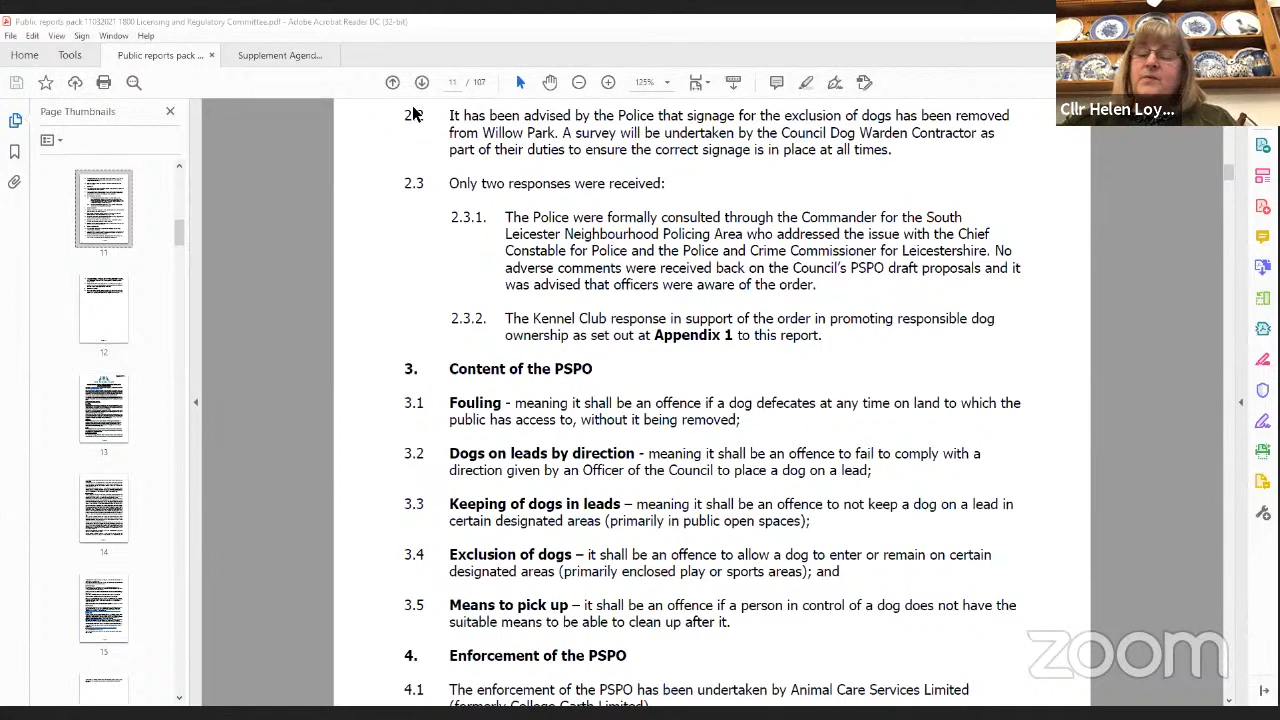 Public reports pack 11032021 1800 Licensing and Regulatory Committee.pdf - Adobe Acrobat Reader DC (32-bit)
File Edit View Sign Window Help
Home Tools Public reports pack ... × Supplement Agend...
11 / 107 125%
Page Thumbnails
11
12
13
14
15
2.2 It has been advised by the Police that signage for the exclusion of dogs has been removed
from Willow Park. A survey will be undertaken by the Council Dog Warden Contractor as
part of their duties to ensure the correct signage is in place at all times.
2.3 Only two responses were received:
2.3.1. The Police were formally consulted through the Commander for the South
Leicester Neighbourhood Policing Area who addressed the issue with the Chief
Constable for Police and the Police and Crime Commissioner for Leicestershire. No
adverse comments were received back on the Council's PSPO draft proposals and it
was advised that officers were aware of the order.
2.3.2. The Kennel Club response in support of the order in promoting responsible dog
ownership as set out at Appendix 1 to this report.
3. Content of the PSPO
3.1 Fouling - meaning it shall be an offence if a dog defecates at any time on land to which the
public has access to, without it being removed;
3.2 Dogs on leads by direction - meaning it shall be an offence to fail to comply with a
direction given by an Officer of the Council to place a dog on a lead;
3.3 Keeping of dogs in leads – meaning it shall be an offence to not keep a dog on a lead in
certain designated areas (primarily in public open spaces);
3.4 Exclusion of dogs – it shall be an offence to allow a dog to enter or remain on certain
designated areas (primarily enclosed play or sports areas); and
3.5 Means to pick up – it shall be an offence if a person in control of a dog does not have the
suitable means to be able to clean up after it.
4. Enforcement of the PSPO
4.1 The enforcement of the PSPO has been undertaken by Animal Care Services Limited
(formerly College Garth Limited)
Cllr Helen Loy...
zoom